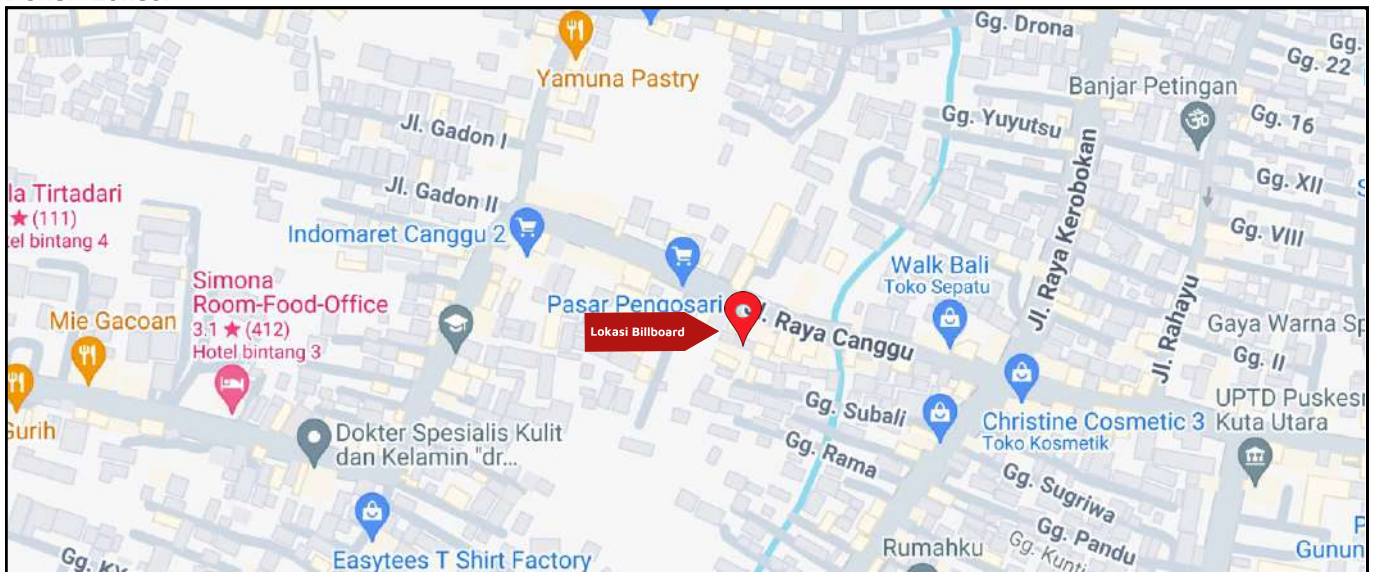 Gg. Drona
Gg.
Gg. 22
Yamuna Pastry
Banjar Petingan
Jl. Gadon I
Gg. Yuyutsu
Gg. 16
Jl. Raya Kerobokan
Gg. XII
la Tirtadari
★ (111)
tel bintang 4
Jl. Gadon II
Indomaret Canggu 2
Gg. VIII
Walk Bali
Toko Sepatu
Simona
Room-Food-Office
3.1 ★ (412)
Hotel bintang 3
Mie Gacoan
Pasar Pengosari
Lokasi Billboard
Raya Canggu
Jl. Rahayu
Gaya Warna Sp
Gg. II
Gg. Subali
Christine Cosmetic 3
Toko Kosmetik
UPTD Puskes
Kuta Utara
Gurih
Dokter Spesialis Kulit
dan Kelamin "dr...
Gg. Rama
Gg. Sugriwa
Gg. Pandu
Gg. Kunti
Rumahku
Gunun
Easytees T Shirt Factory